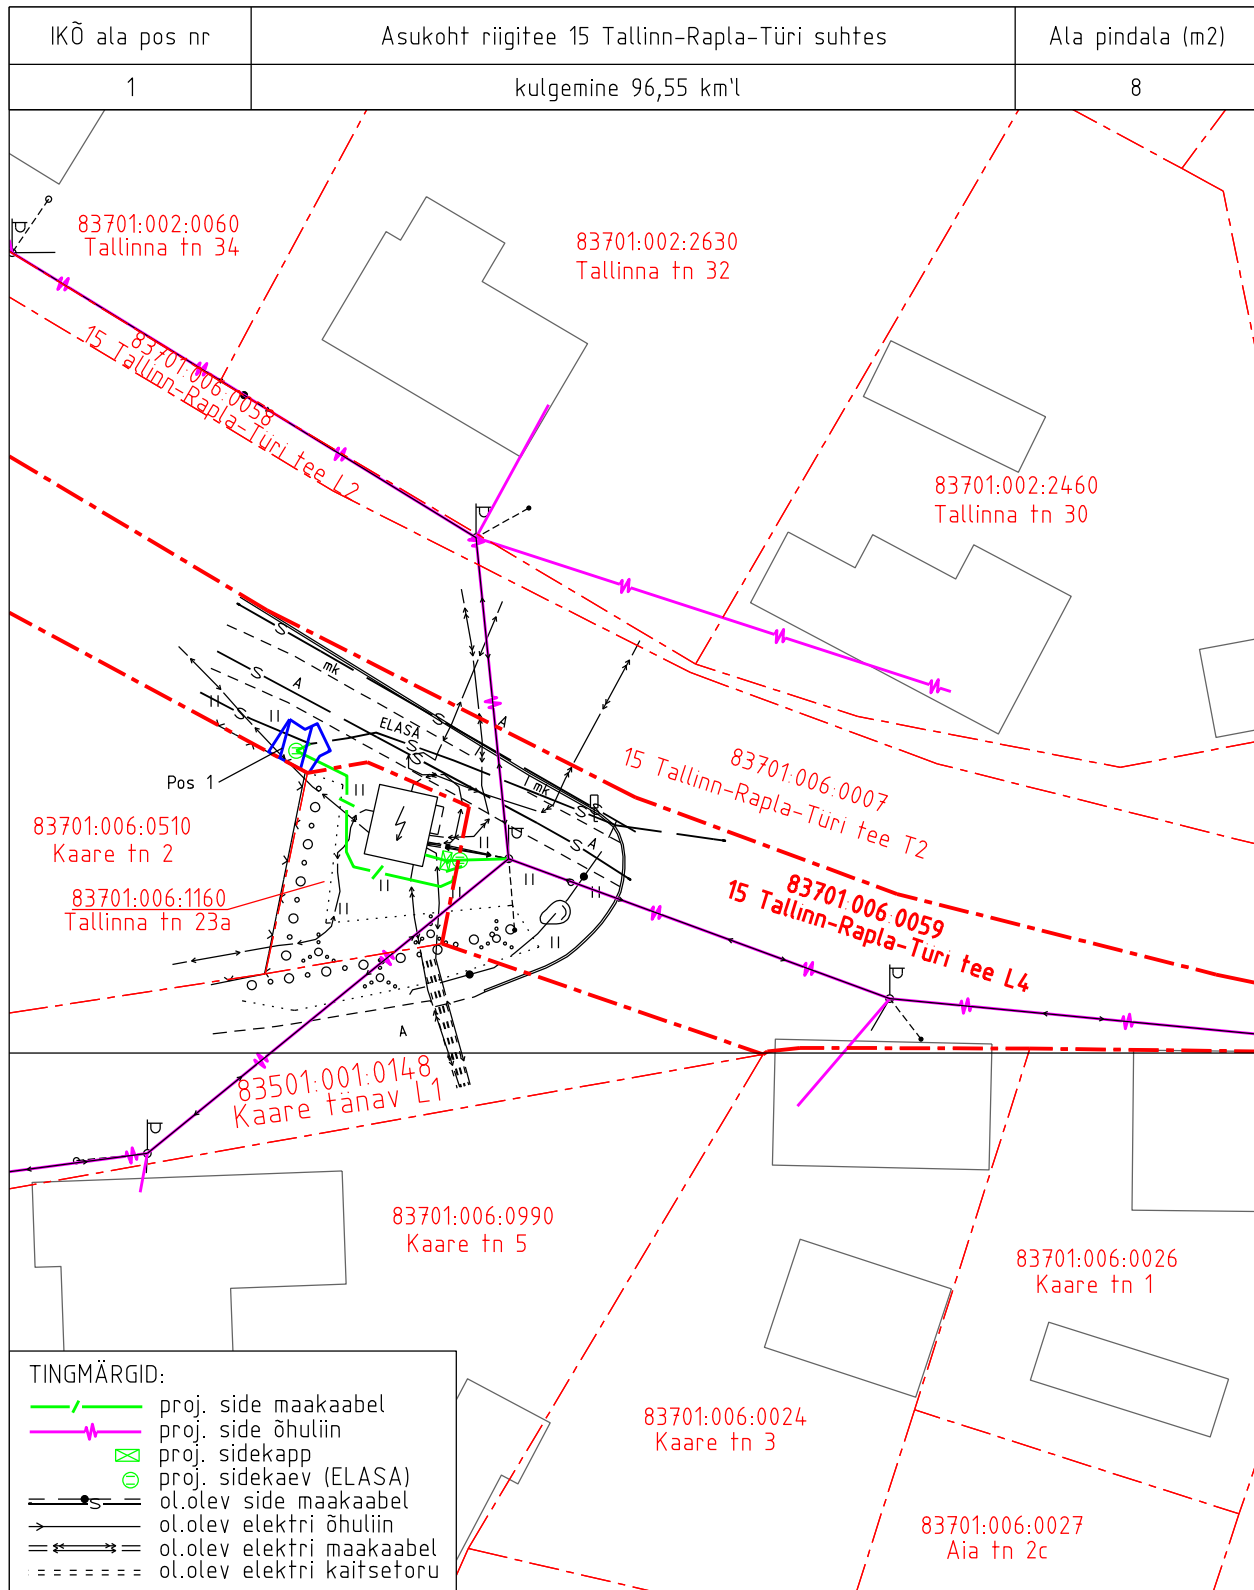 IKÕ ala pos nr
Asukoht riigitee 15 Tallinn-Rapla-Türi suhtes
Ala pindala (m2)
1
kulgemine 96,55 km'l
8
83701:002:0060
Tallinna tn 34
83701:002:2630
Tallinna tn 32
83701:006:0058
15 Tallinn-Rapla-Türi tee L2
83701:002:2460
Tallinna tn 30
S
mk
S
A
ELASA
S
S
A
S
S
Pos 1
mk
S
S
A
83701:006:0007
15 Tallinn-Rapla-Türi tee T2
83701:006:0510
Kaare tn 2
83701:006:1160
Tallinna tn 23a
83701:006:0059
15 Tallinn-Rapla-Türi tee L4
A
83501:001:0148
Kaare tänav L1
83701:006:0990
Kaare tn 5
83701:006:0026
Kaare tn 1
83701:006:0024
Kaare tn 3
83701:006:0027
Aia tn 2c
TINGMÄRGID:
proj. side maakaabel
proj. side õhuliin
proj. sidekapp
proj. sidekaev (ELASA)
S ol.olev side maakaabel
ol.olev elektri õhuliin
ol.olev elektri maakaabel
ol.olev elektri kaitsetoru